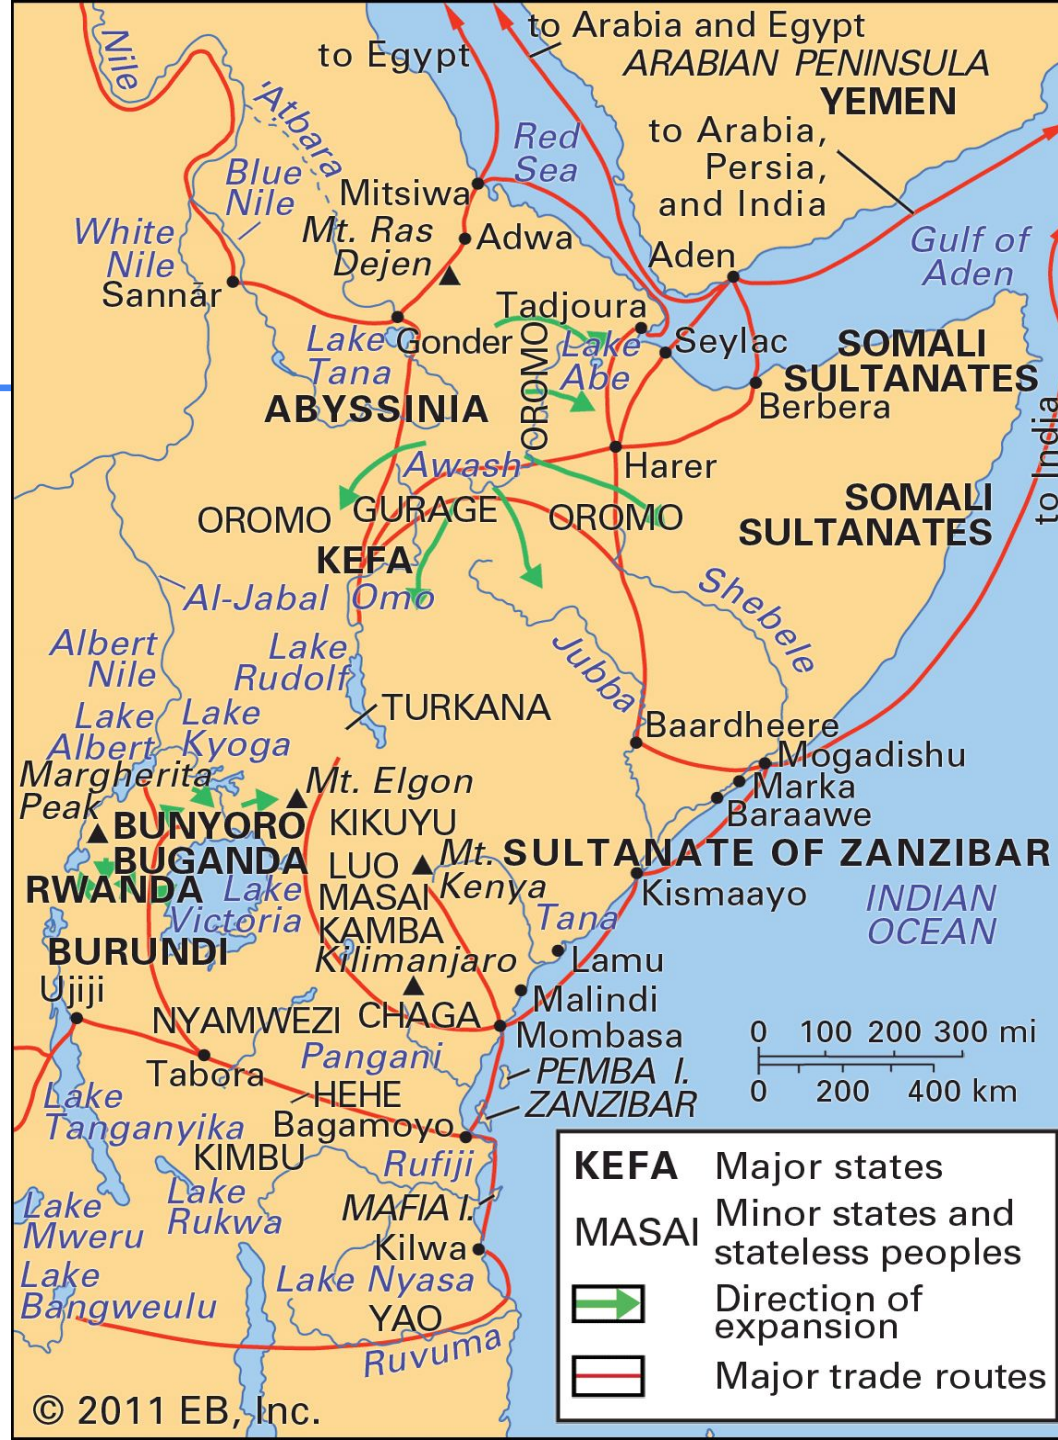 Nile
to Egypt
to Arabia and Egypt
ARABIAN PENINSULA
YEMEN
to Arabia,
Persia,
and India
'Atbara
Red
Sea
Blue
Nile
Mitsiwa
White
Nile
Mt. Ras
Dejen
Adwa
Aden
Gulf of
Aden
Sannār
Tadjoura
Lake
Tana
Gonder
OROMO
Lake
Abe
Seylac
SOMALI
SULTANATES
ABYSSINIA
Berbera
to India
Awash
Harer
OROMO
GURAGE
OROMO
SOMALI
SULTANATES
KEFA
Al-Jabal
Omo
Shebele
Albert
Nile
Lake
Rudolf
Jubba
Lake
Albert
Lake
Kyoga
TURKANA
Baardheere
Mogadishu
Margherita
Peak
Mt. Elgon
Marka
Baraawe
BUNYORO
KIKUYU
BUGANDA
LUO
Mt.
Kenya
SULTANATE OF ZANZIBAR
RWANDA
Lake
Victoria
MASAI
Kismaayo
INDIAN
OCEAN
KAMBA
Tana
BURUNDI
Kilimanjaro
Lamu
Ujiji
Malindi
NYAMWEZI
CHAGA
Mombasa
0 100 200 300 mi
0 200 400 km
Pangani
Tabora
PEMBA I.
HEHE
ZANZIBAR
Lake
Tanganyika
Bagamoyo
KIMBU
Rufiji
Lake
Rukwa
Lake
Mweru
MAFIA I.
Kilwa
Lake
Bangweulu
Lake Nyasa
YAO
Ruvuma
KEFA Major states
MASAI Minor states and
stateless peoples
Direction of
expansion
Major trade routes
© 2011 EB, Inc.